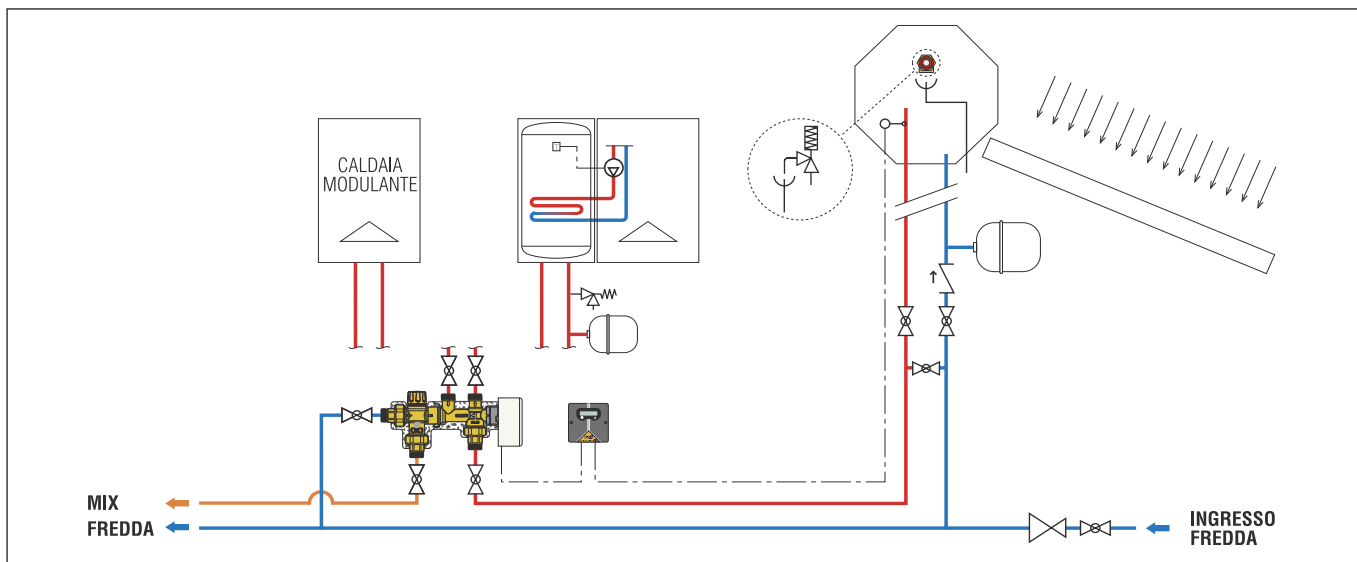 CALDAIA
MODULANTE
T
MIX
FREDDA
INGRESSO
FREDDA